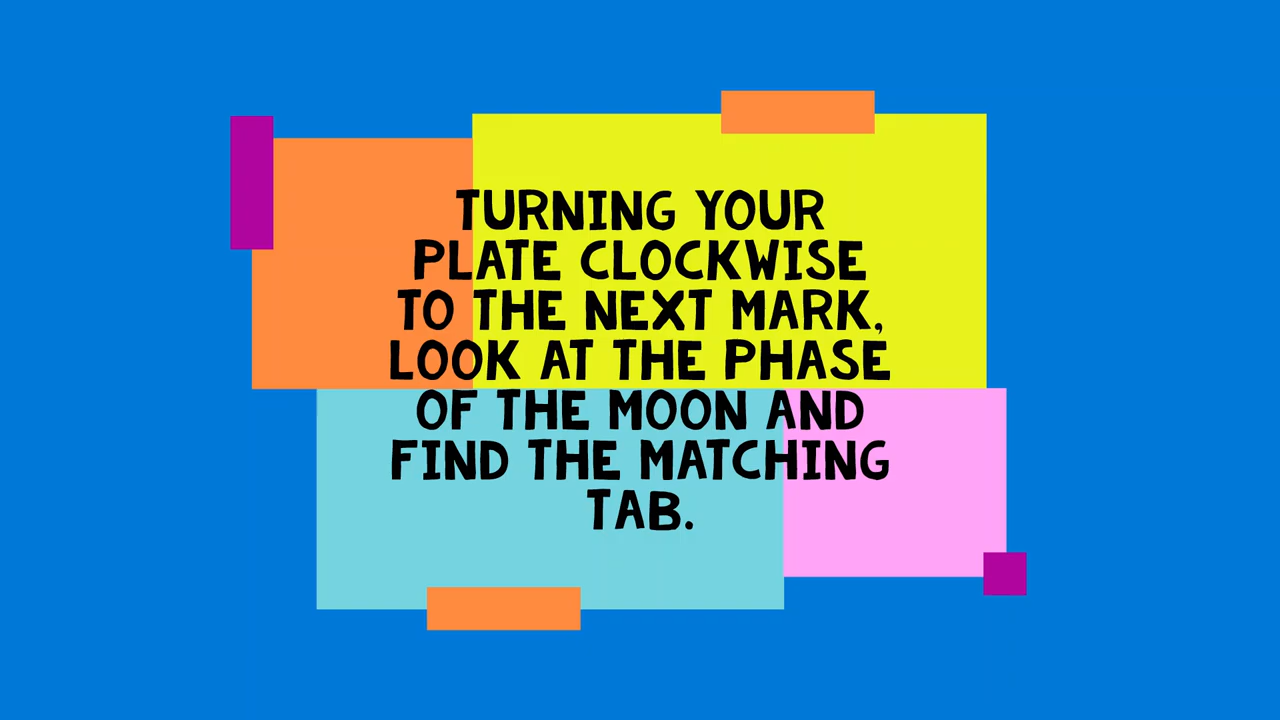 TURNING YOUR
PLATE CLOCKWISE
TO THE NEXT MARK,
LOOK AT THE PHASE
OF THE MOON AND
FIND THE MATCHING
TAB.